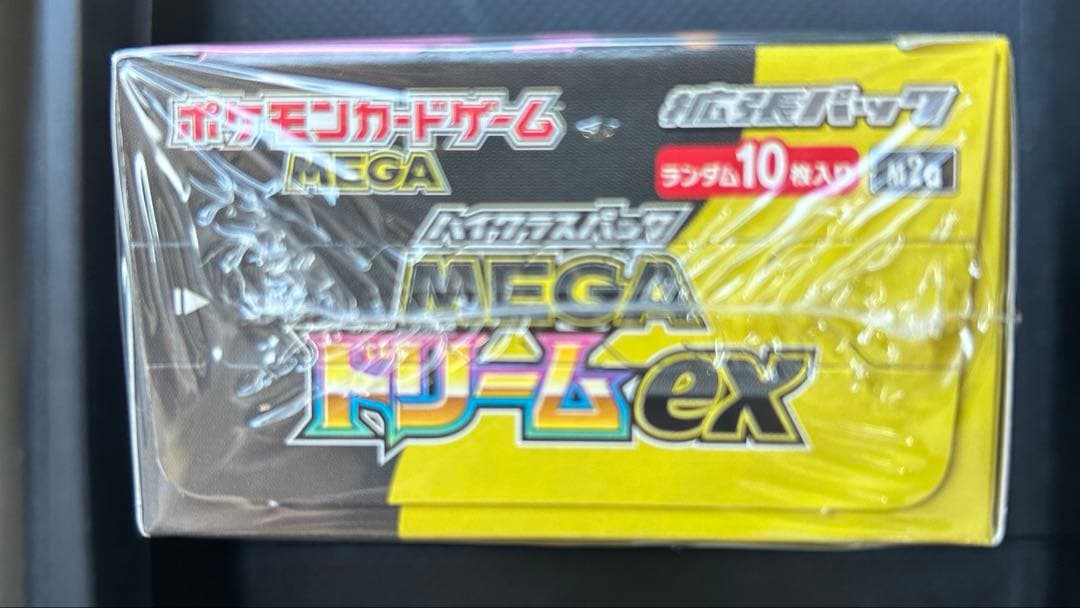 ポケモンカードゲーム
MEGA
拡張パック
ランダム10枚入り
M2a
ハイクラスパック
MEGA
ドリームex